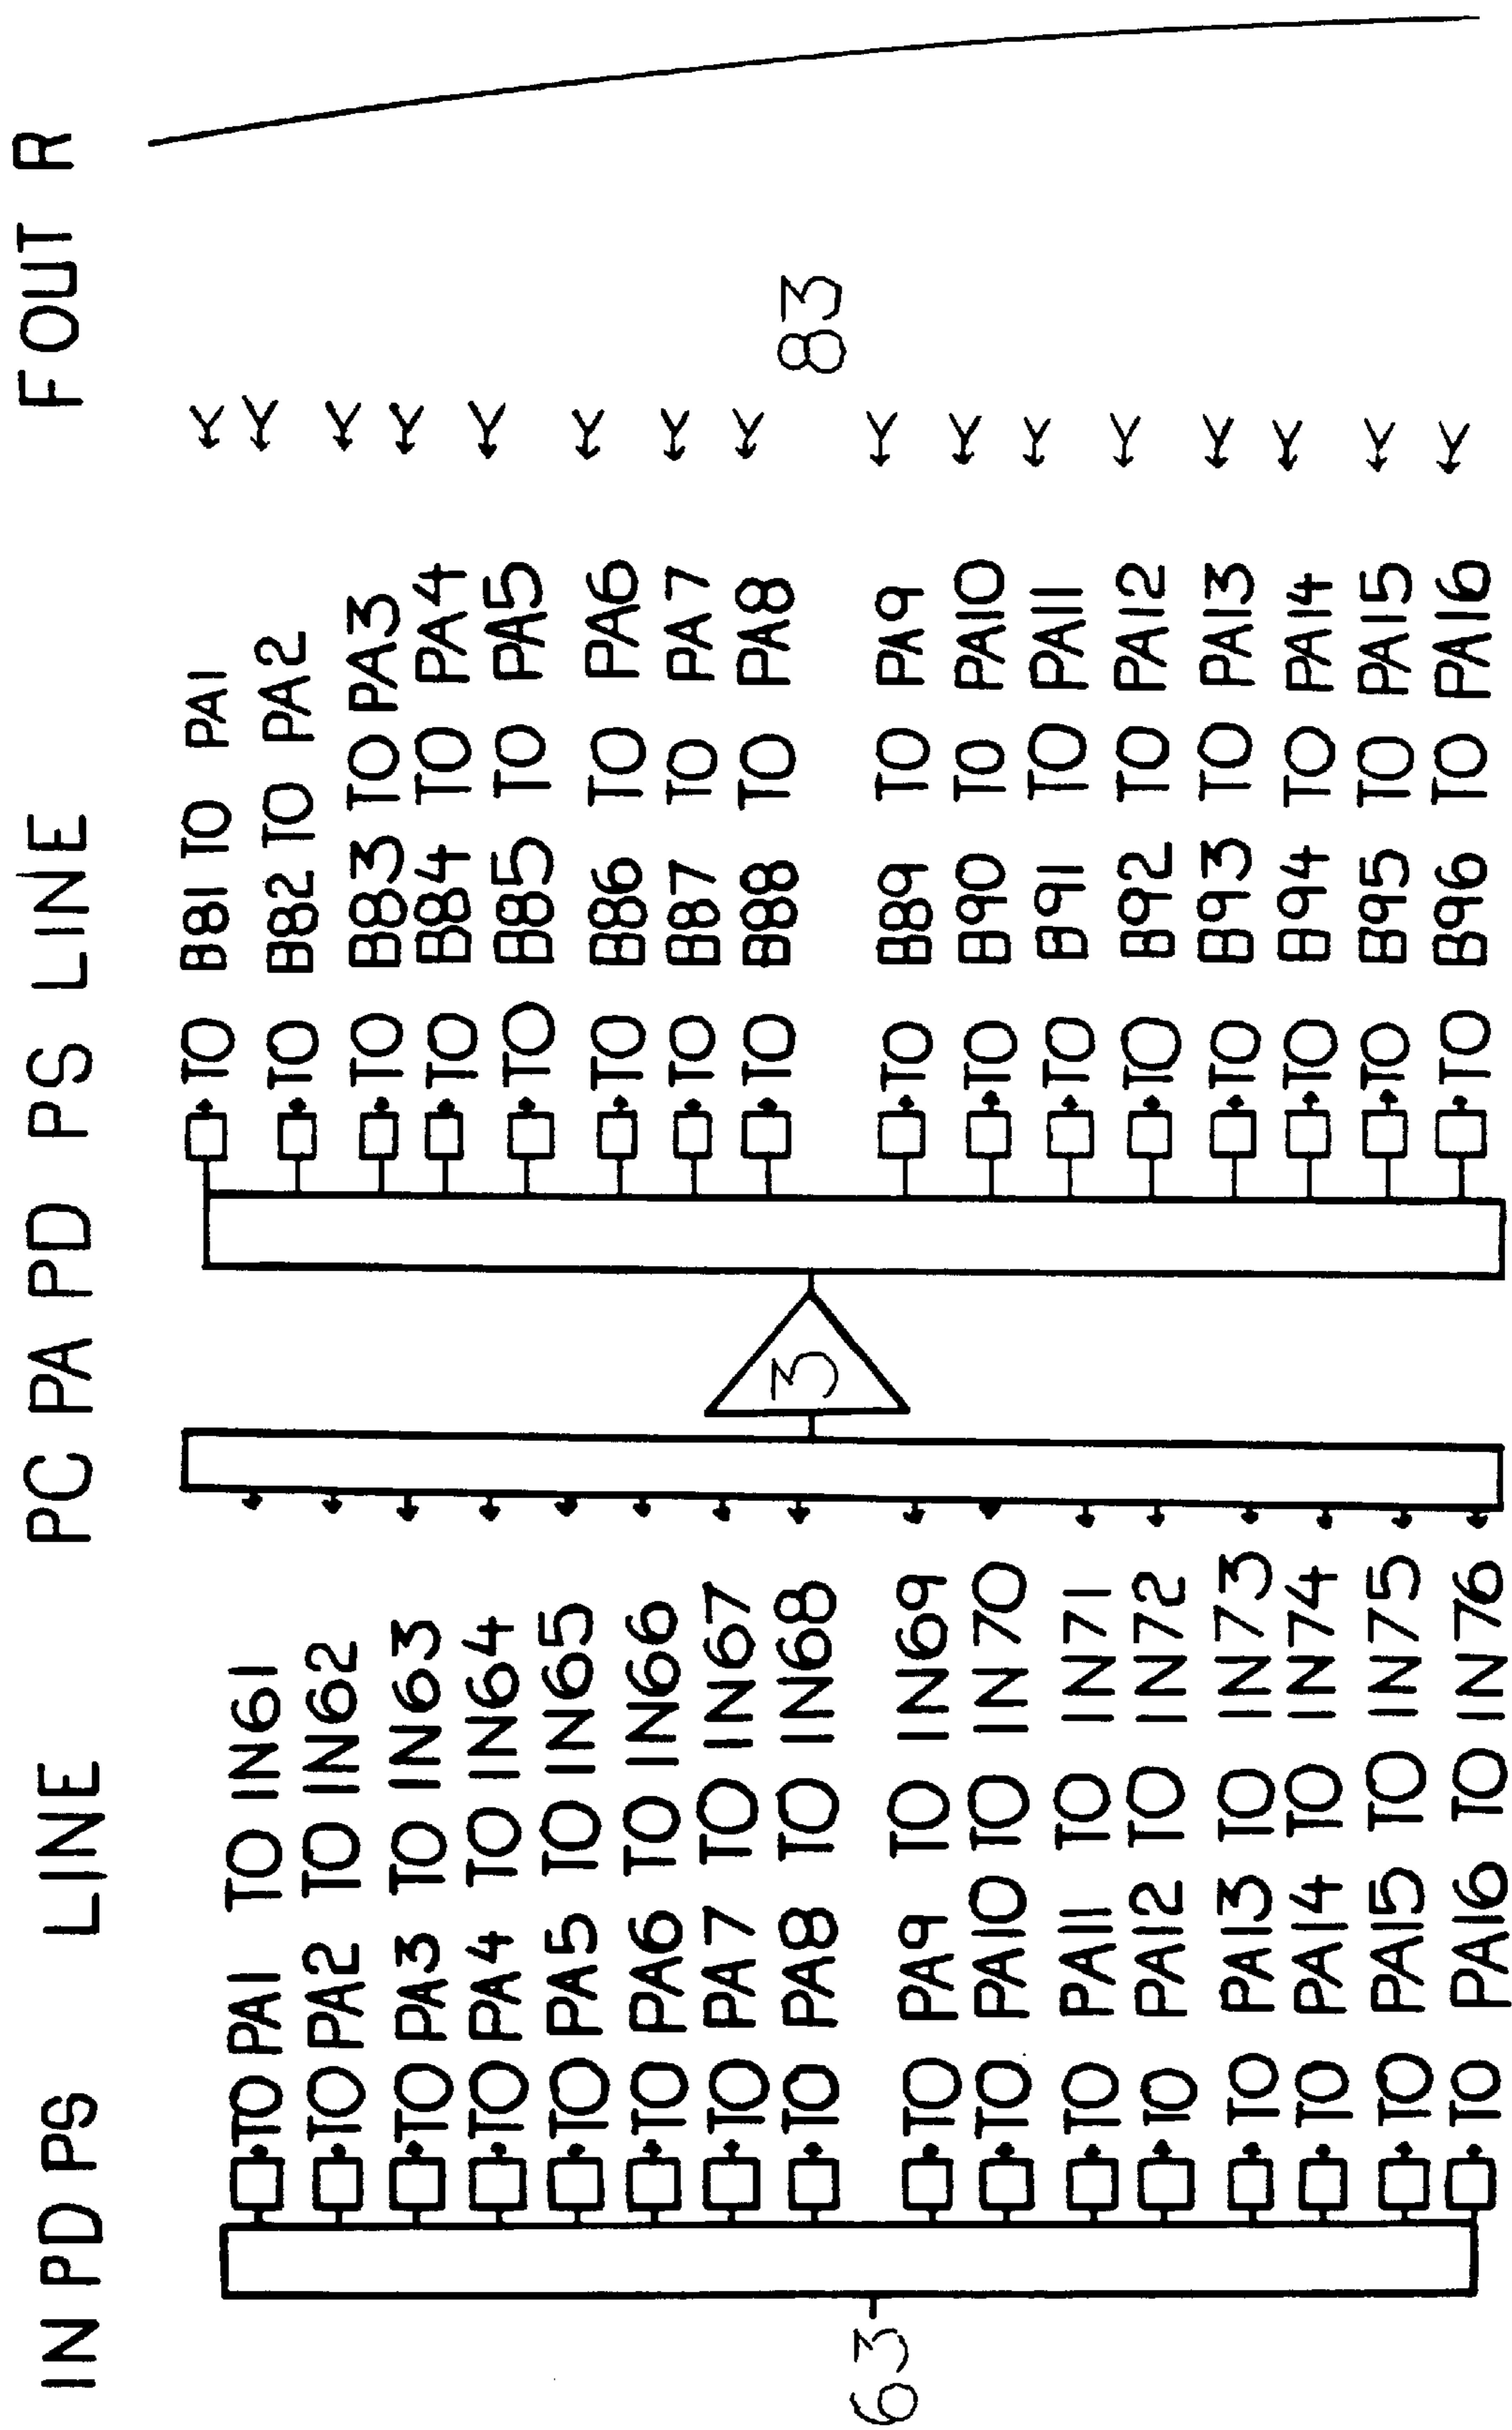 IN PD PS LINE PC PA PD PS LINE FOUT R
TO PA1 TO IN61 TO B81 TO PA1
TO PA2 TO IN62 TO B82 TO PA2
TO PA3 TO IN63 TO B83 TO PA3
TO PA4 TO IN64 TO B84 TO PA4
TO PA5 TO IN65 TO B85 TO PA5
TO PA6 TO IN66 TO B86 TO PA6
TO PA7 TO IN67 TO B87 TO PA7
TO PA8 TO IN68 TO B88 TO PA8
63 3 83
TO PA9 TO IN69 TO B89 TO PA9
TO PA10 TO IN70 TO B90 TO PA10
TO PA11 TO IN71 TO B91 TO PA11
TO PA12 TO IN72 TO B92 TO PA12
TO PA13 TO IN73 TO B93 TO PA13
TO PA14 TO IN74 TO B94 TO PA14
TO PA15 TO IN75 TO B95 TO PA15
TO PA16 TO IN76 TO B96 TO PA16